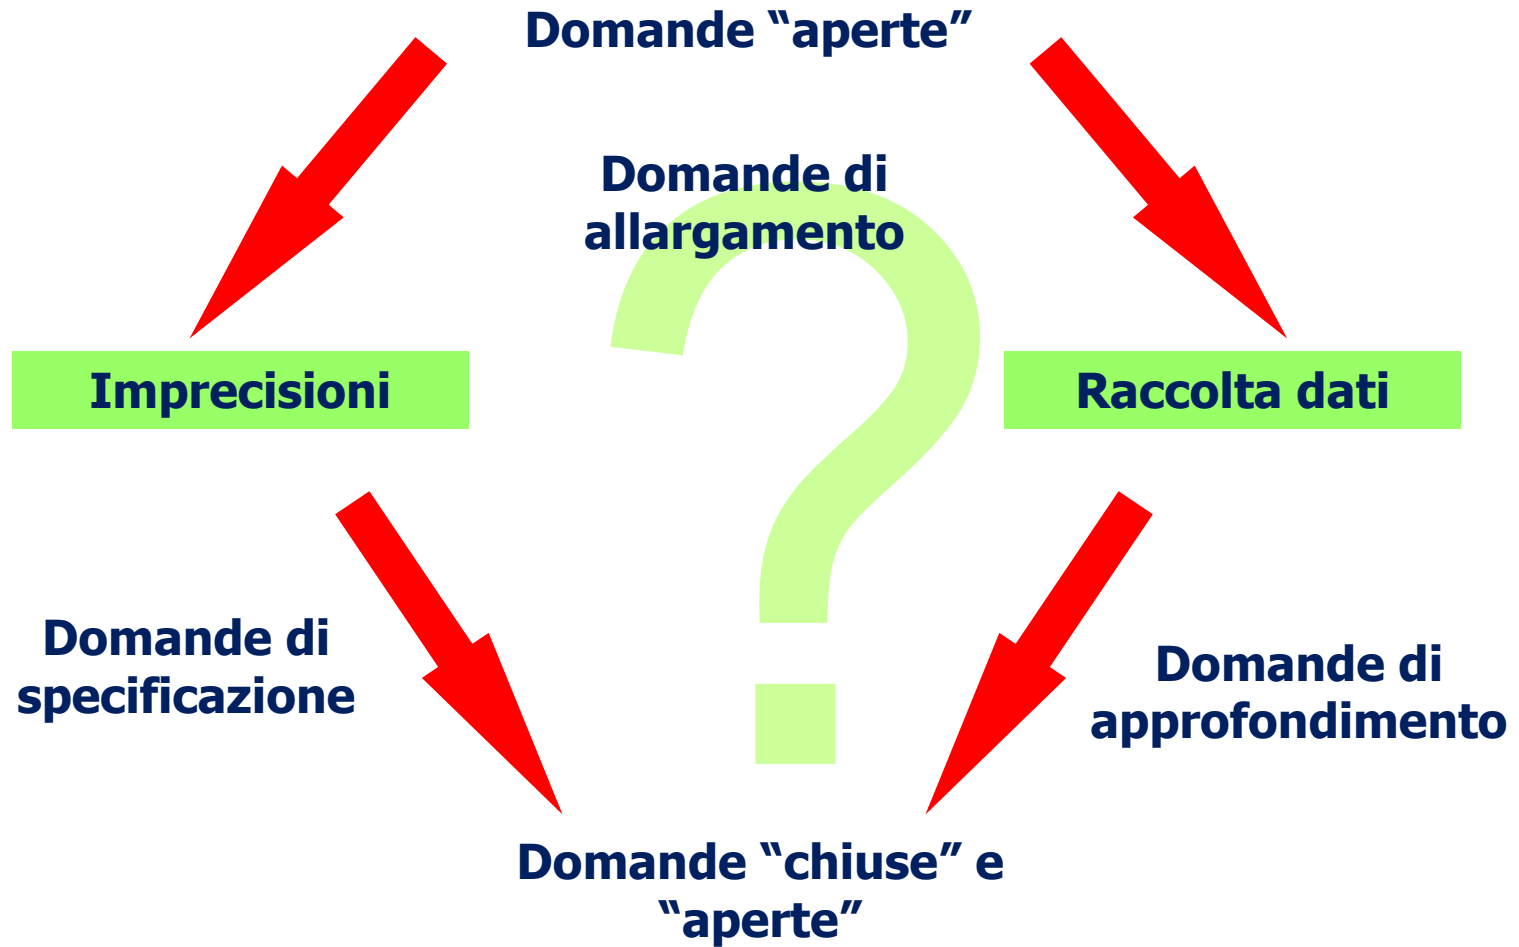 Domande “aperte”
Domande di
allargamento
Imprecisioni
Raccolta dati
Domande di
specificazione
Domande di
approfondimento
Domande “chiuse” e
“aperte”
?